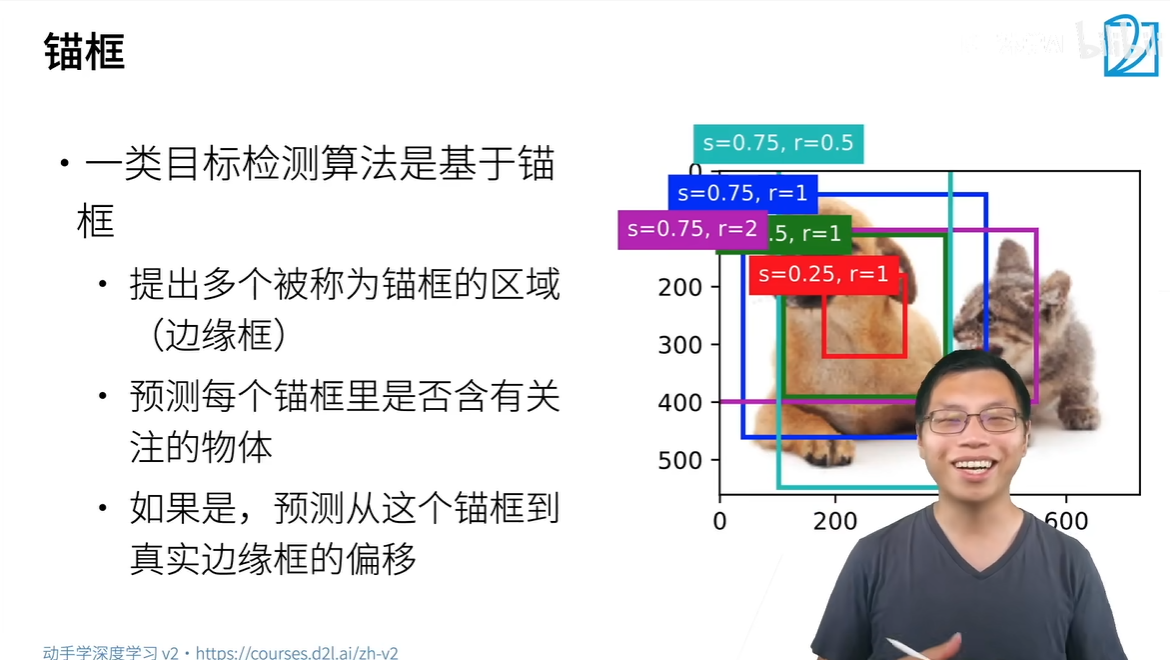 锚框
• 一类目标检测算法是基于锚
框
• 提出多个被称为锚框的区域
（边缘框）
• 预测每个锚框里是否含有关
注的物体
• 如果是，预测从这个锚框到
真实边缘框的偏移
s=0.75, r=0.5
s=0.75, r=1
s=0.75, r=2
.5, r=1
s=0.25, r=1
0
200
300
400
500
0 200 600
动手学深度学习 v2 • https://courses.d2l.ai/zh-v2